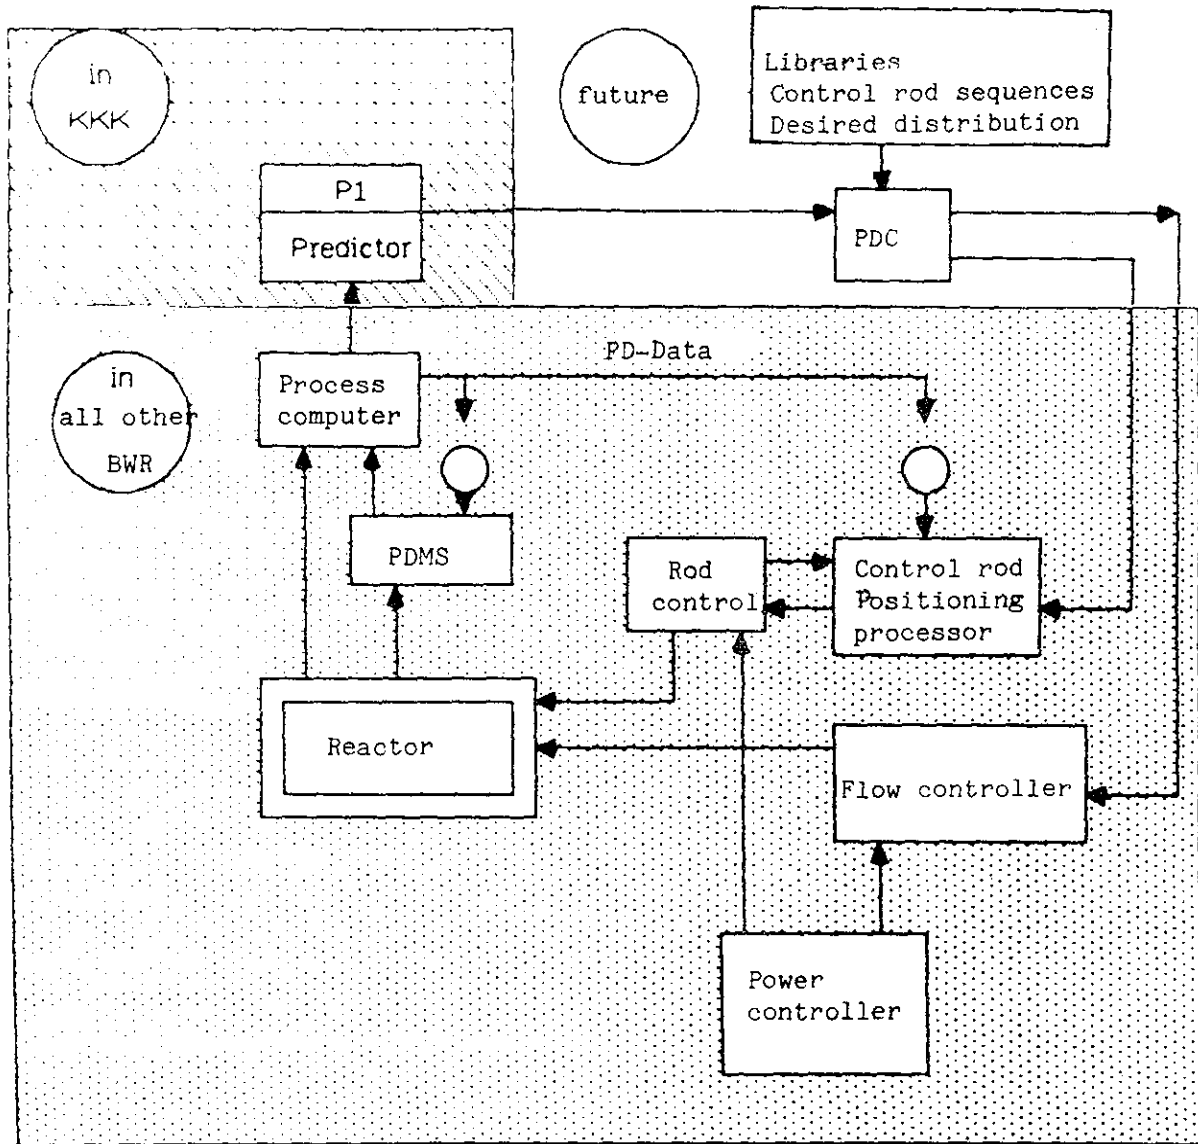 in
KKK
future
Libraries
Control rod sequences
Desired distribution
P1
Predictor
PDC
PD-Data
in
all other
BWR
Process
computer
PDMS
Rod
control
Control rod
Positioning
processor
Reactor
Flow controller
Power
controller